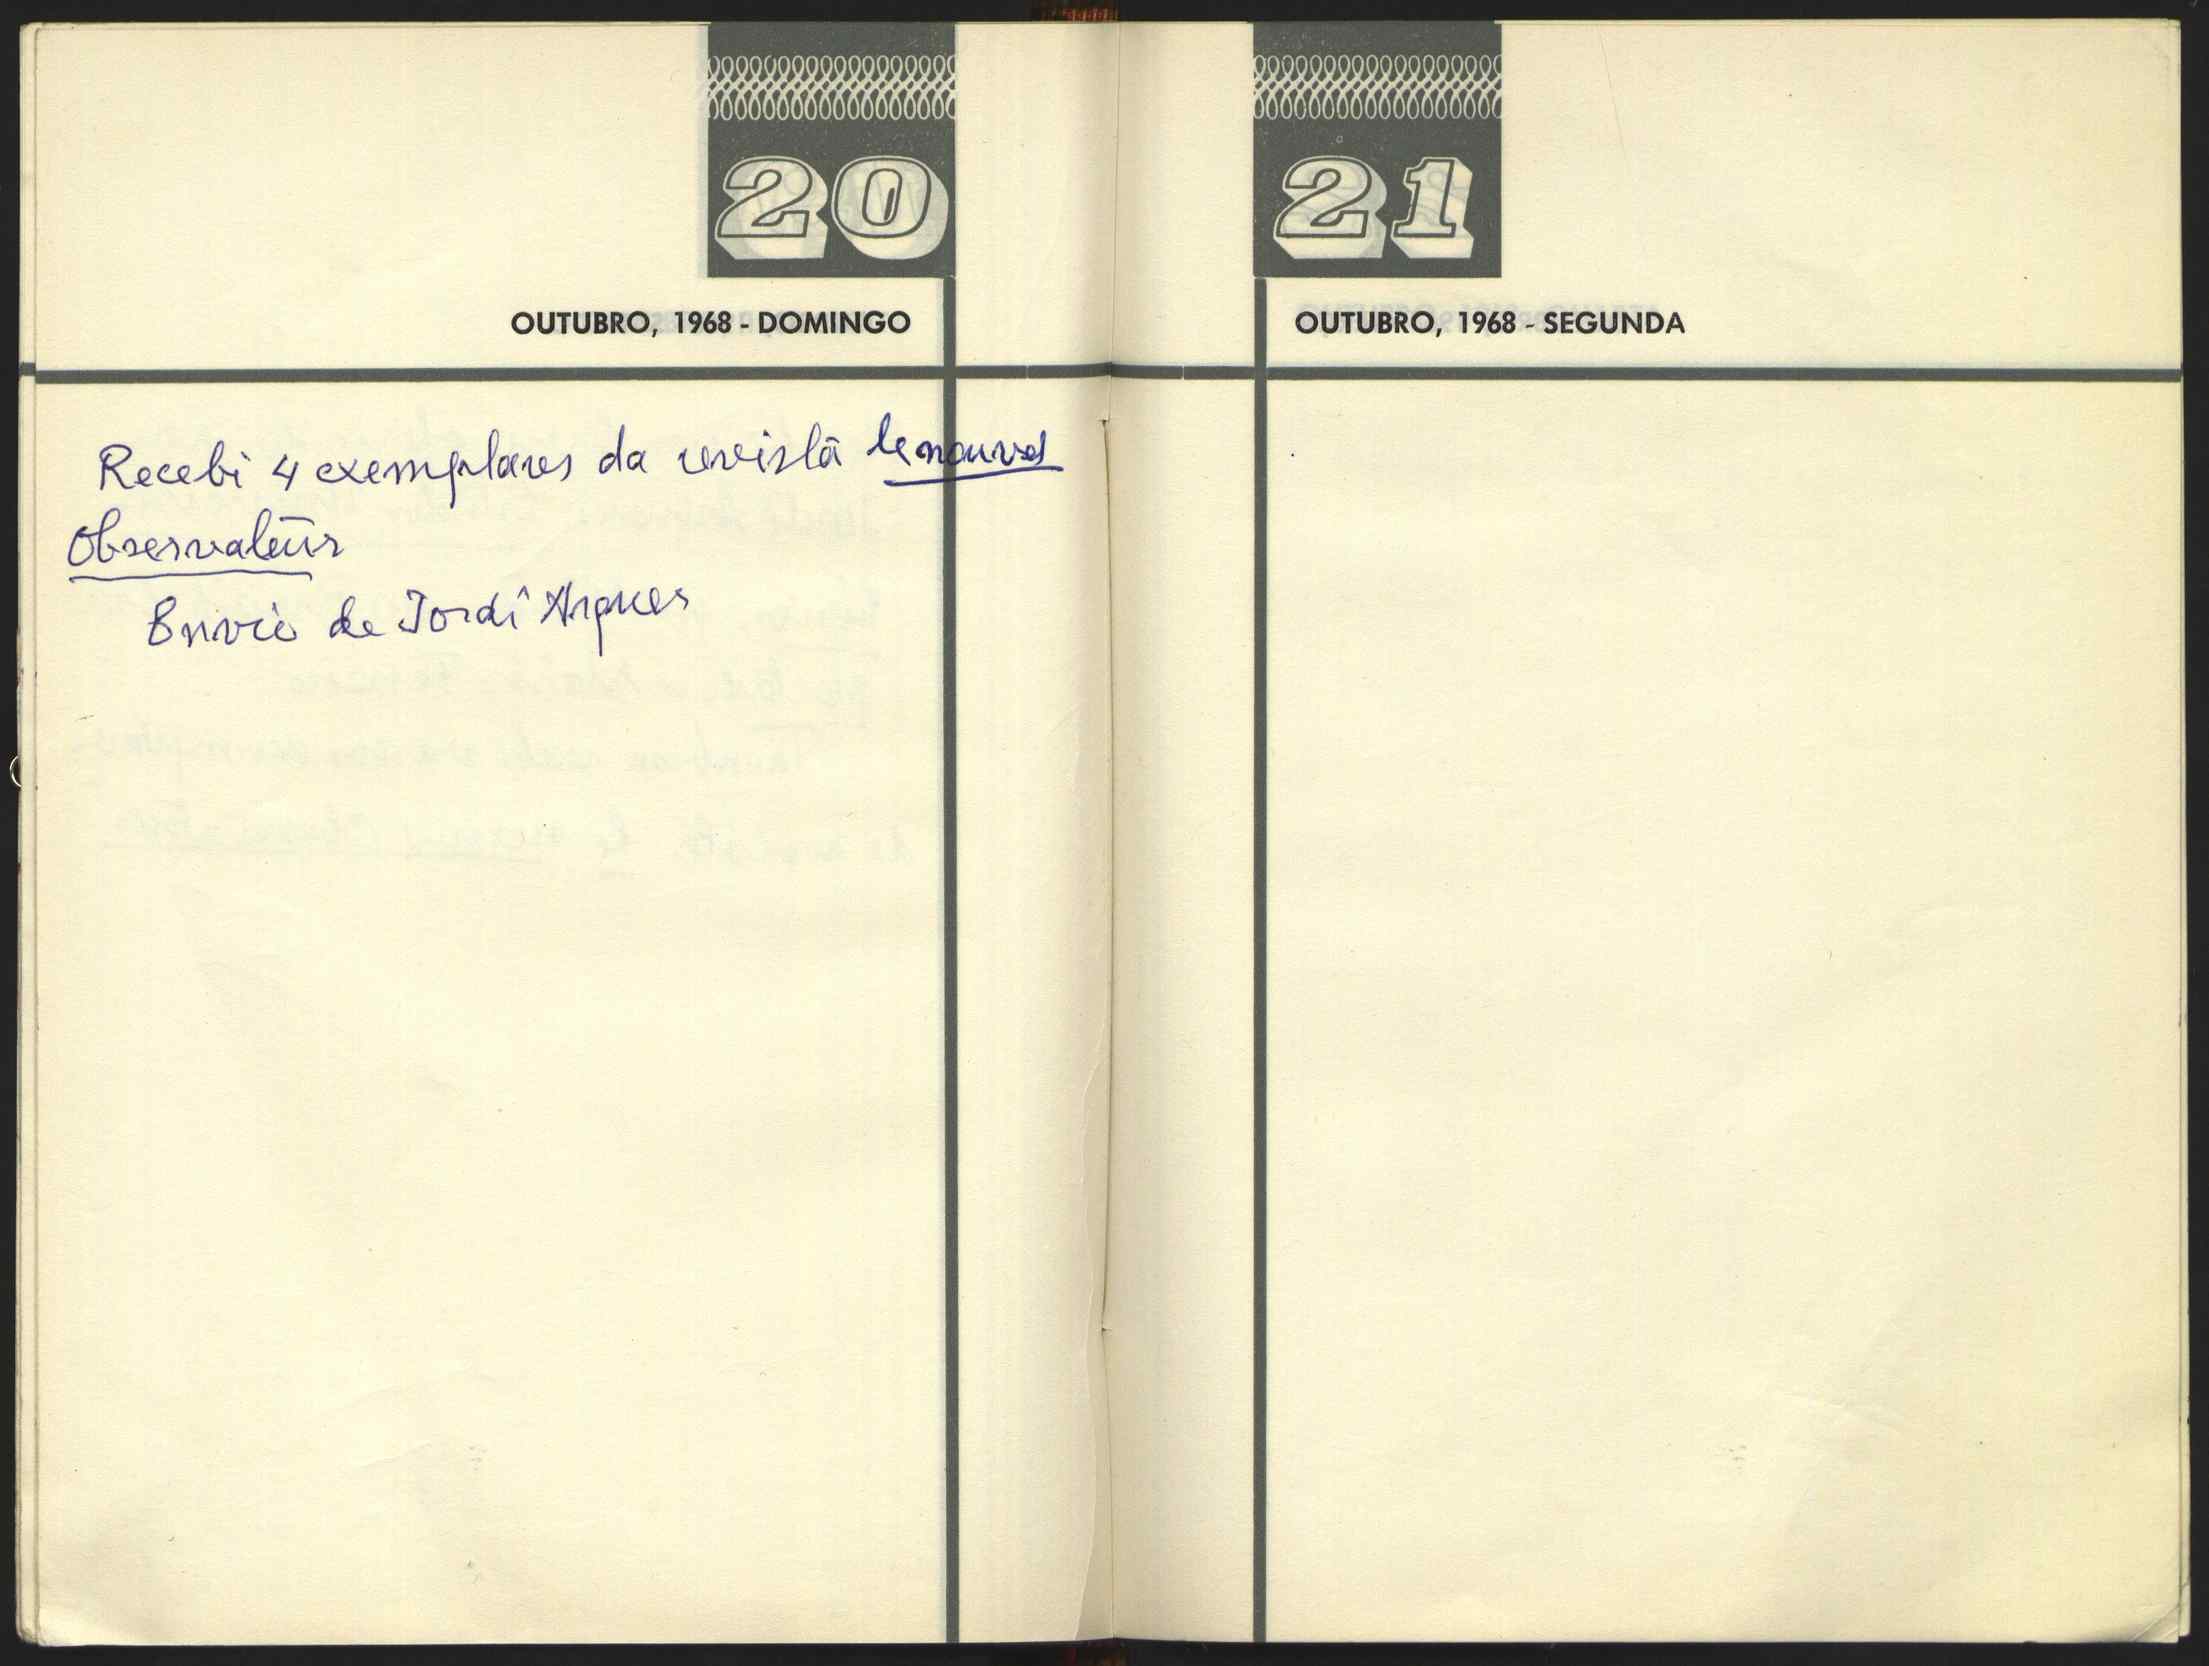 20
OUTUBRO, 1968 - DOMINGO
Recebi 4 exemplares da revista le nouvel
Observateur
Envio de Jordi Arques
21
OUTUBRO, 1968 - SEGUNDA